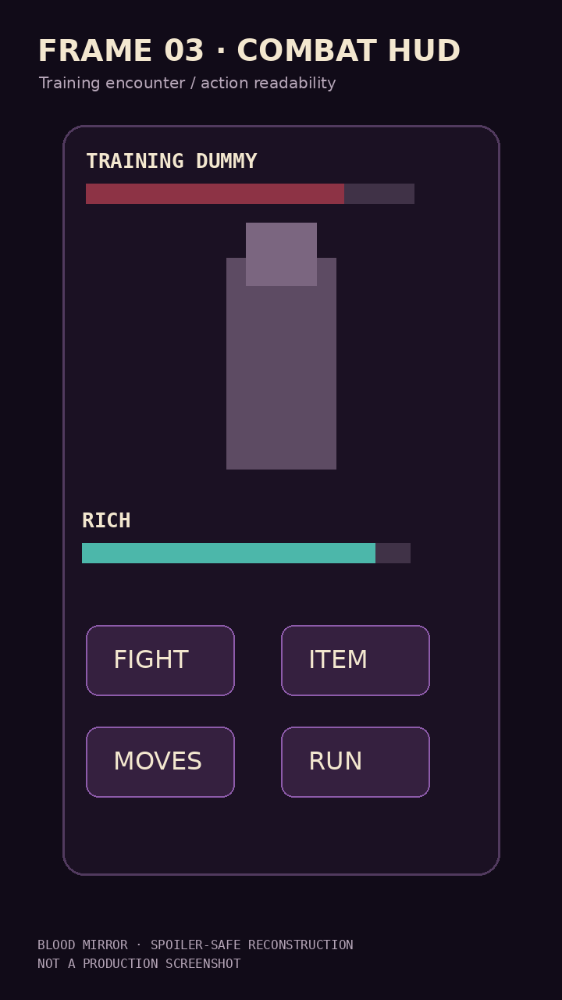 FRAME 03 · COMBAT HUD
Training encounter / action readability
TRAINING DUMMY
RICH
FIGHT
ITEM
MOVES
RUN
BLOOD MIRROR · SPOILER-SAFE RECONSTRUCTION
NOT A PRODUCTION SCREENSHOT